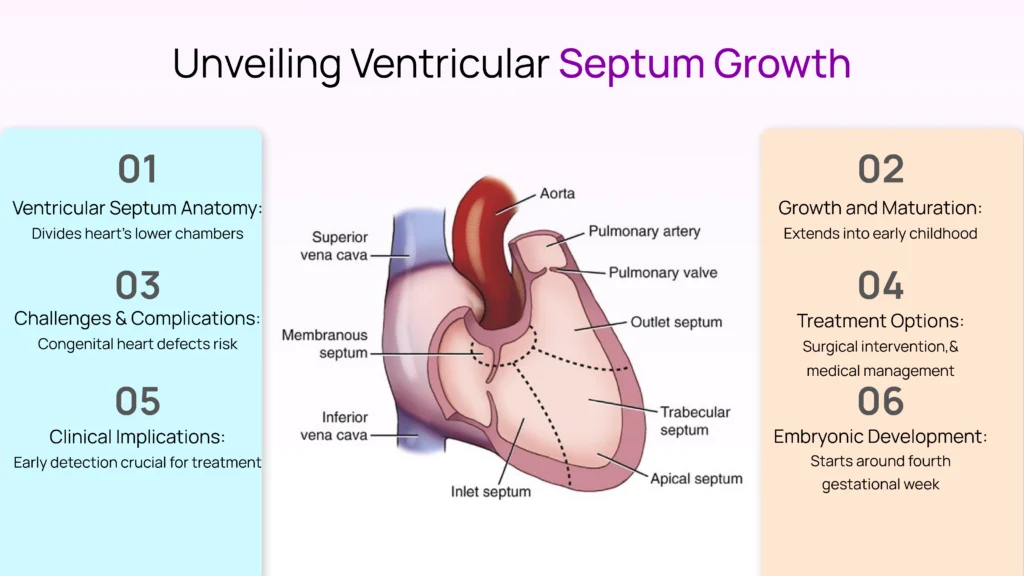 Unveiling Ventricular Septum Growth
01
Ventricular Septum Anatomy:
Divides heart's lower chambers
03
Challenges & Complications:
Congenital heart defects risk
05
Clinical Implications:
Early detection crucial for treatment
Aorta
Superior
vena cava
Pulmonary artery
Pulmonary valve
Outlet septum
Membranous
septum
Inferior
vena cava
Trabecular
septum
Apical septum
Inlet septum
02
Growth and Maturation:
Extends into early childhood
04
Treatment Options:
Surgical intervention,&
medical management
06
Embryonic Development:
Starts around fourth
gestational week